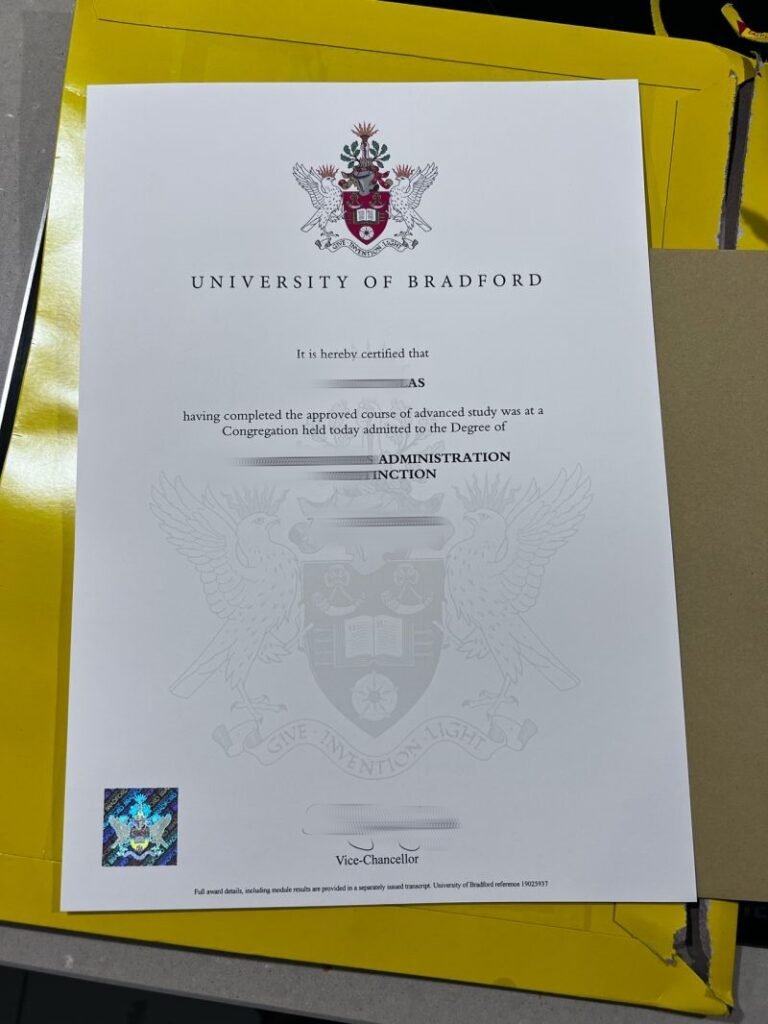 GIVE · INVENTION · LIGHT
UNIVERSITY OF BRADFORD
It is hereby certified that
LAS
having completed the approved course of advanced study was at a
Congregation held today admitted to the Degree of
S ADMINISTRATION
TINCTION
GIVE · INVENTION · LIGHT
Vice-Chancellor
Full award details, including module results are provided in a separately issued transcript. University of Bradford reference 19025937